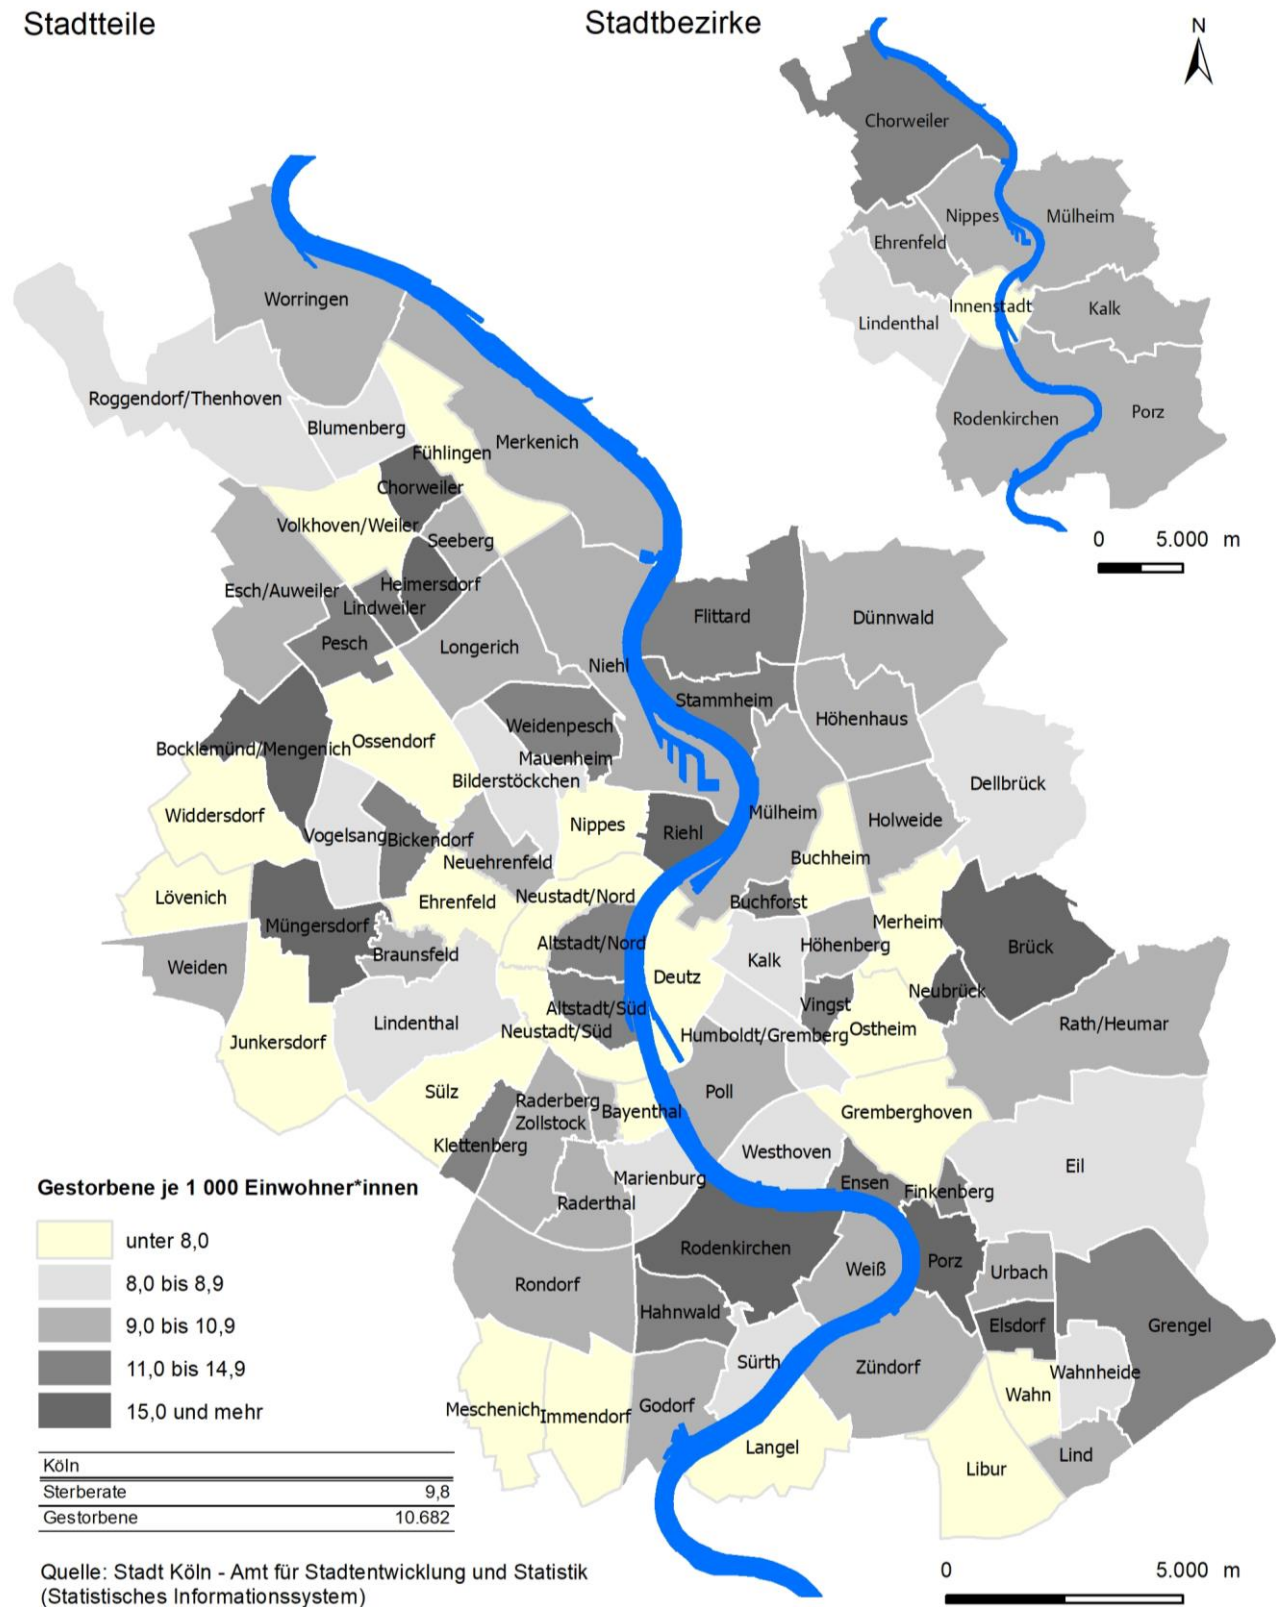 Stadtteile
Stadtbezirke
N
Chorweiler
Nippes
Mülheim
Ehrenfeld
Innenstadt
Kalk
Lindenthal
Rodenkirchen
Porz
0 5.000 m
Worringen
Roggendorf/Thenhoven
Blumenberg
Fühlingen
Merkenich
Chorweiler
Volkhoven/Weiler
Seeberg
Esch/Auweiler
Heimersdorf
Lindweiler
Pesch
Longerich
Niehl
Flittard
Dünnwald
Stammheim
Höhenhaus
Weidenpesch
Bocklemünd/Mengenich
Ossendorf
Mauenheim
Bilderstöckchen
Dellbrück
Widdersdorf
Vogelsang
Bickendorf
Nippes
Riehl
Mülheim
Holweide
Neuehrenfeld
Buchheim
Lövenich
Ehrenfeld
Neustadt/Nord
Buchforst
Müngersdorf
Merheim
Altstadt/Nord
Höhenberg
Brück
Braunsfeld
Weiden
Deutz
Kalk
Neubrück
Altstadt/Süd
Vingst
Lindenthal
Neustadt/Süd
Humboldt/Gremberg
Ostheim
Rath/Heumar
Junkersdorf
Sülz
Raderberg
Zollstock
Bayenthal
Poll
Gremberghoven
Klettenberg
Westhoven
Eil
Marienburg
Ensen
Finkenberg
Raderthal
Rodenkirchen
Weiß
Porz
Urbach
Rondorf
Hahnwald
Elsdorf
Grengel
Sürth
Zündorf
Wahnheide
Wahn
Meschenich
Immendorf
Godorf
Langel
Lind
Libur
Gestorbene je 1 000 Einwohner*innen
unter 8,0
8,0 bis 8,9
9,0 bis 10,9
11,0 bis 14,9
15,0 und mehr
Köln
Sterberate 9,8
Gestorbene 10.682
Quelle: Stadt Köln - Amt für Stadtentwicklung und Statistik
(Statistisches Informationssystem)
0 5.000 m